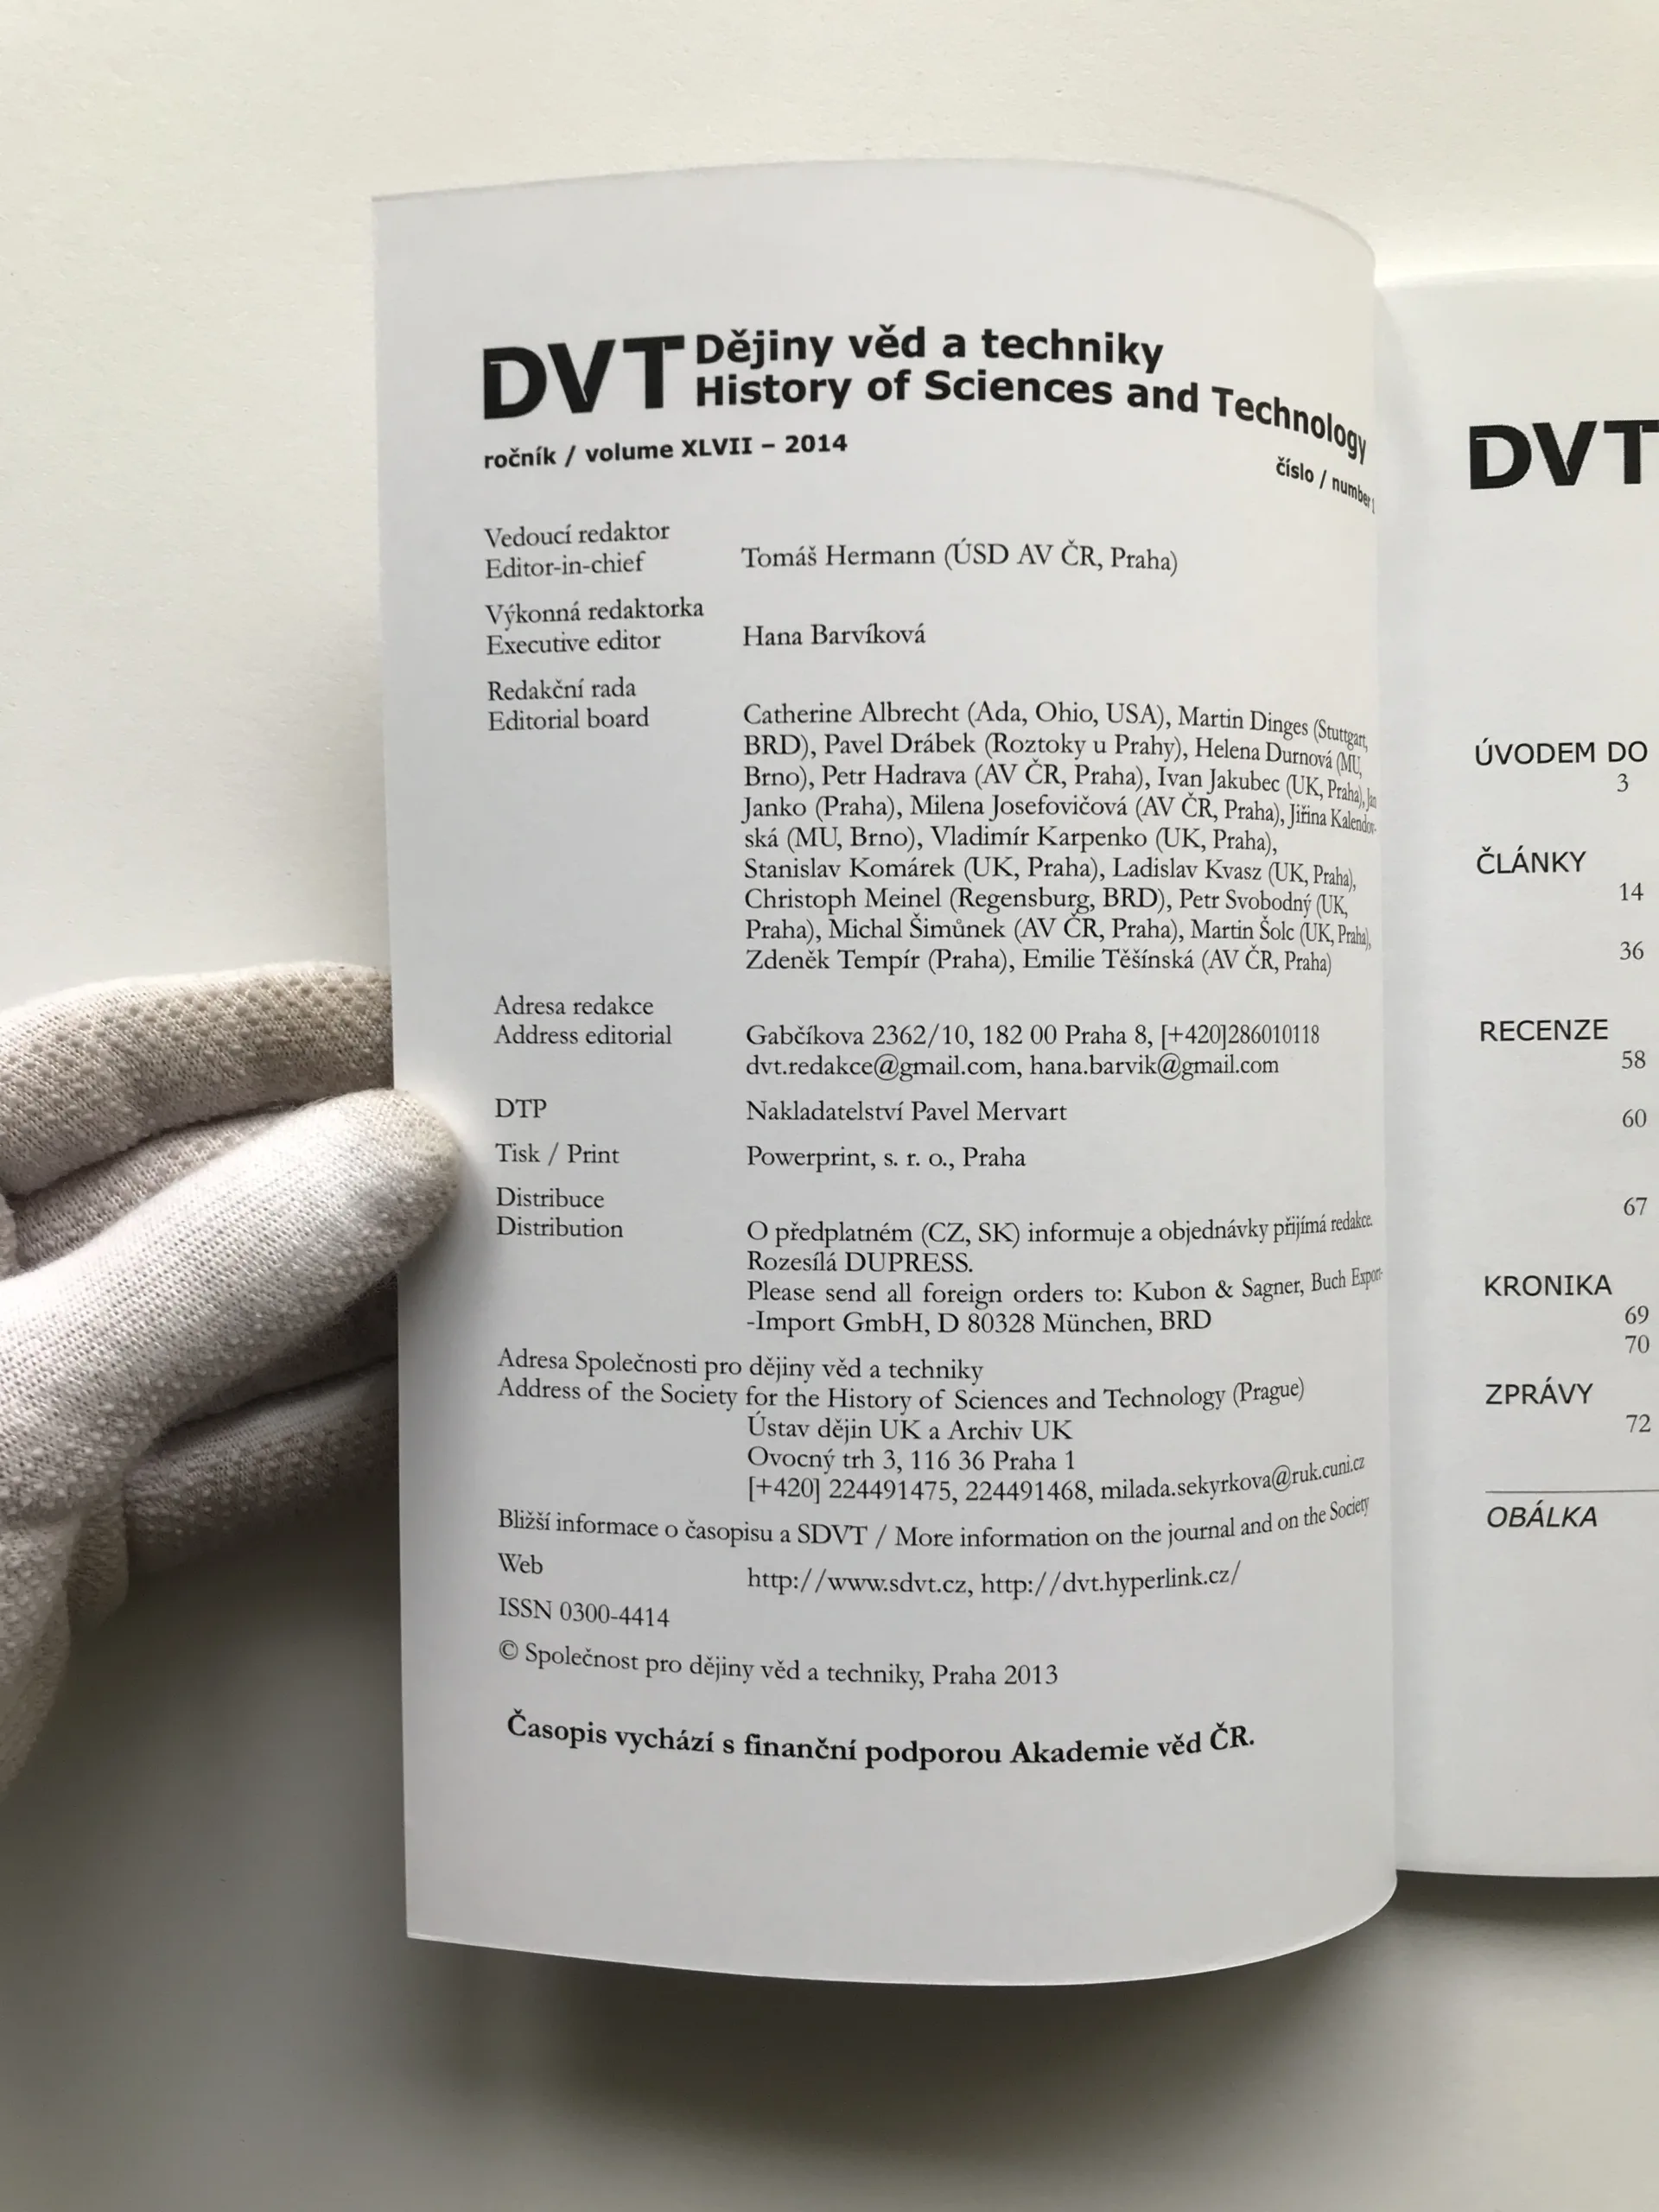 DVT Dějiny věd a techniky
History of Sciences and Technology
ročník / volume XLVII – 2014
číslo / number 1
Vedoucí redaktor
Editor-in-chief Tomáš Hermann (ÚSD AV ČR, Praha)
Výkonná redaktorka
Executive editor Hana Barvíková
Redakční rada
Editorial board Catherine Albrecht (Ada, Ohio, USA), Martin Dinges (Stuttgart,
BRD), Pavel Drábek (Roztoky u Prahy), Helena Durnová (MU,
Brno), Petr Hadrava (AV ČR, Praha), Ivan Jakubec (UK, Praha), Jan
Janko (Praha), Milena Josefovičová (AV ČR, Praha), Jiřina Kalendov-
ská (MU, Brno), Vladimír Karpenko (UK, Praha),
Stanislav Komárek (UK, Praha), Ladislav Kvasz (UK, Praha),
Christoph Meinel (Regensburg, BRD), Petr Svobodný (UK,
Praha), Michal Šimůnek (AV ČR, Praha), Martin Šolc (UK, Praha),
Zdeněk Tempír (Praha), Emilie Těšínská (AV ČR, Praha)
Adresa redakce
Address editorial Gabčíkova 2362/10, 182 00 Praha 8, [+420]286010118
dvt.redakce@gmail.com, hana.barvik@gmail.com
DTP Nakladatelství Pavel Mervart
Tisk / Print Powerprint, s. r. o., Praha
Distribuce
Distribution O předplatném (CZ, SK) informuje a objednávky přijímá redakce.
Rozesílá DUPRESS.
Please send all foreign orders to: Kubon & Sagner, Buch Export-
-Import GmbH, D 80328 München, BRD
Adresa Společnosti pro dějiny věd a techniky
Address of the Society for the History of Sciences and Technology (Prague)
Ústav dějin UK a Archiv UK
Ovocný trh 3, 116 36 Praha 1
[+420] 224491475, 224491468, milada.sekyrkova@ruk.cuni.cz
Bližší informace o časopisu a SDVT / More information on the journal and on the Society
Web http://www.sdvt.cz, http://dvt.hyperlink.cz/
ISSN 0300-4414
© Společnost pro dějiny věd a techniky, Praha 2013
Časopis vychází s finanční podporou Akademie věd ČR.
DVT
ÚVODEM DO
3
ČLÁNKY
14
36
RECENZE
58
60
67
KRONIKA
69
70
ZPRÁVY
72
OBÁLKA